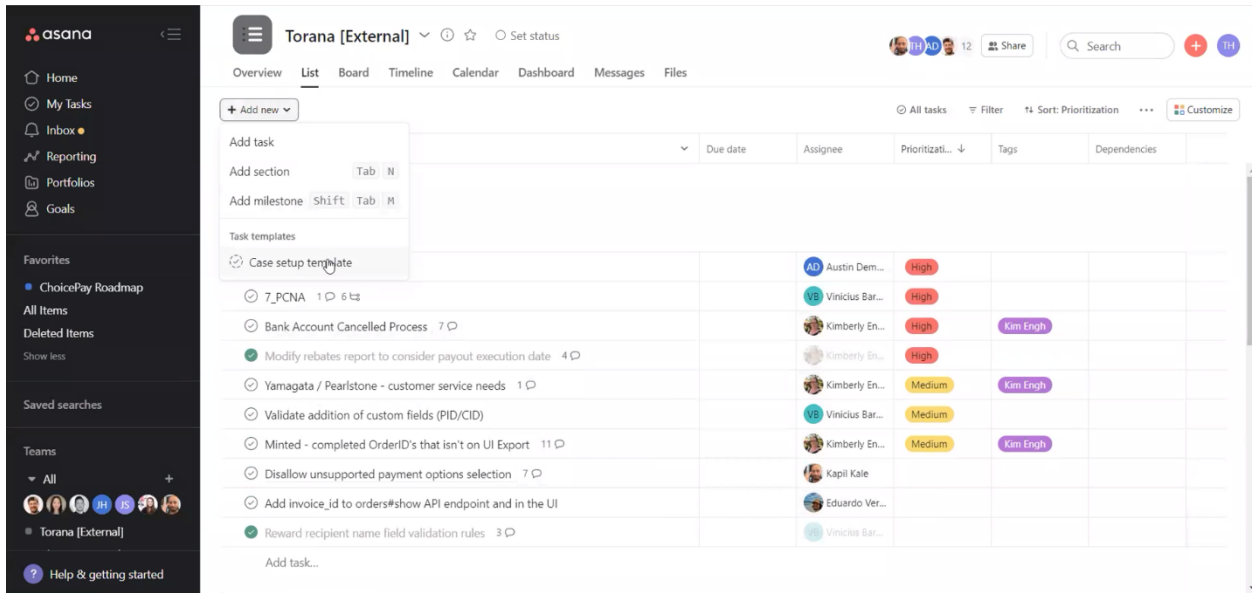 asana
Home
My Tasks
Inbox
Reporting
Portfolios
Goals
Favorites
ChoicePay Roadmap
All Items
Deleted Items
Show less
Saved searches
Teams
All
JH JS
Torana [External]
? Help & getting started
Torana [External] Set status
TH AD 12 Share Search TH
Overview List Board Timeline Calendar Dashboard Messages Files
+ Add new All tasks Filter Sort: Prioritization ... Customize
Add task
Add section Tab N
Add milestone Shift Tab M
Task templates
Case setup template
Due date Assignee Prioritizati... Tags Dependencies
AD Austin Dem... High
7_PCNA 1 6 VB Vinicius Bar... High
Bank Account Cancelled Process 7 Kimberly En... High Kim Engh
Modify rebates report to consider payout execution date 4 Kimberly En... High
Yamagata / Pearlstone - customer service needs 1 Kimberly En... Medium Kim Engh
Validate addition of custom fields (PID/CID) VB Vinicius Bar... Medium
Minted - completed OrderID's that isn't on UI Export 11 Kimberly En... Medium Kim Engh
Disallow unsupported payment options selection 7 Kapil Kale
Add invoice_id to orders#show API endpoint and in the UI Eduardo Ver...
Reward recipient name field validation rules 3 VB Vinicius Bar...
Add task...